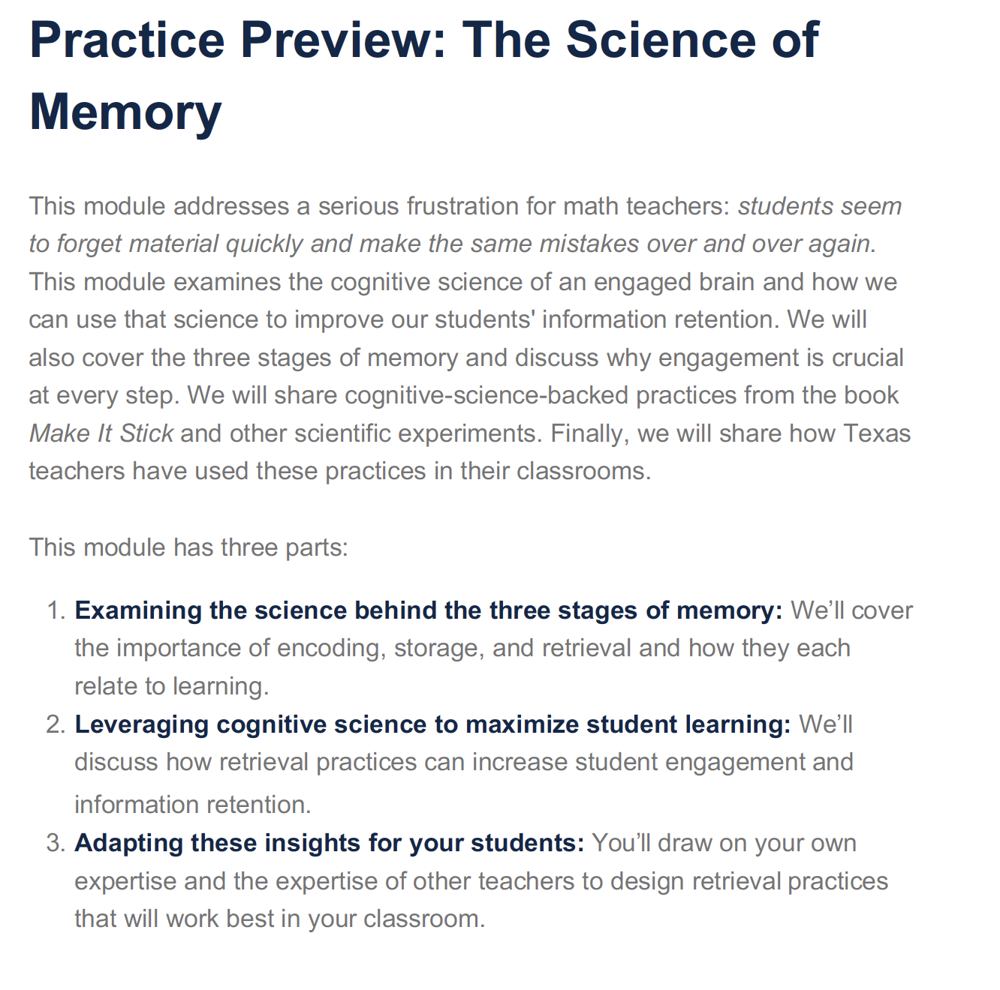 Practice Preview: The Science of
Memory
This module addresses a serious frustration for math teachers: students seem
to forget material quickly and make the same mistakes over and over again.
This module examines the cognitive science of an engaged brain and how we
can use that science to improve our students' information retention. We will
also cover the three stages of memory and discuss why engagement is crucial
at every step. We will share cognitive-science-backed practices from the book
Make It Stick and other scientific experiments. Finally, we will share how Texas
teachers have used these practices in their classrooms.
This module has three parts:
1. Examining the science behind the three stages of memory: We’ll cover
the importance of encoding, storage, and retrieval and how they each
relate to learning.
2. Leveraging cognitive science to maximize student learning: We’ll
discuss how retrieval practices can increase student engagement and
information retention.
3. Adapting these insights for your students: You’ll draw on your own
expertise and the expertise of other teachers to design retrieval practices
that will work best in your classroom.